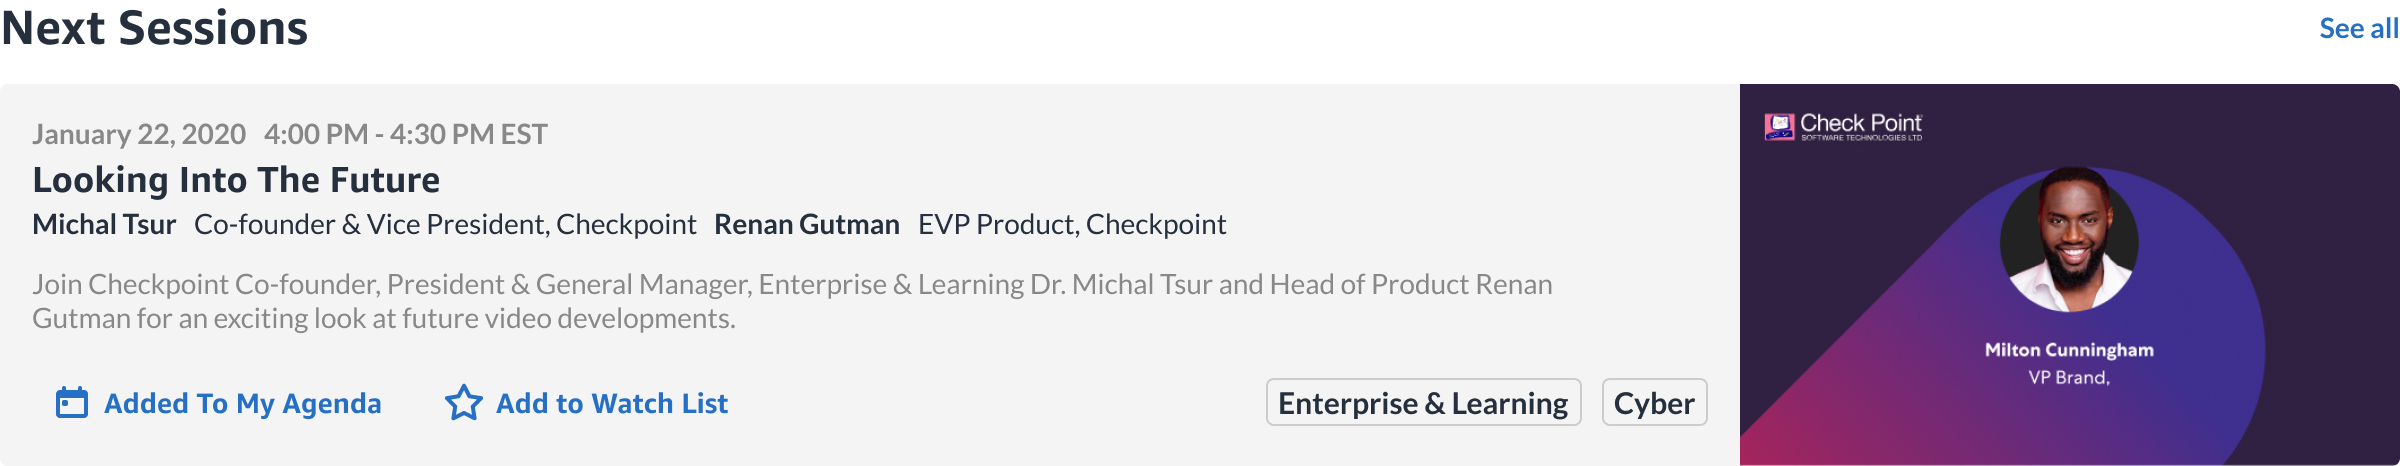 Next Sessions
See all
January 22, 2020 4:00 PM - 4:30 PM EST
Looking Into The Future
Michal Tsur Co-founder & Vice President, Checkpoint Renan Gutman EVP Product, Checkpoint
Join Checkpoint Co-founder, President & General Manager, Enterprise & Learning Dr. Michal Tsur and Head of Product Renan
Gutman for an exciting look at future video developments.
Added To My Agenda
Add to Watch List
Enterprise & Learning
Cyber
Check Point
SOFTWARE TECHNOLOGIES LTD
Milton Cunningham
VP Brand,